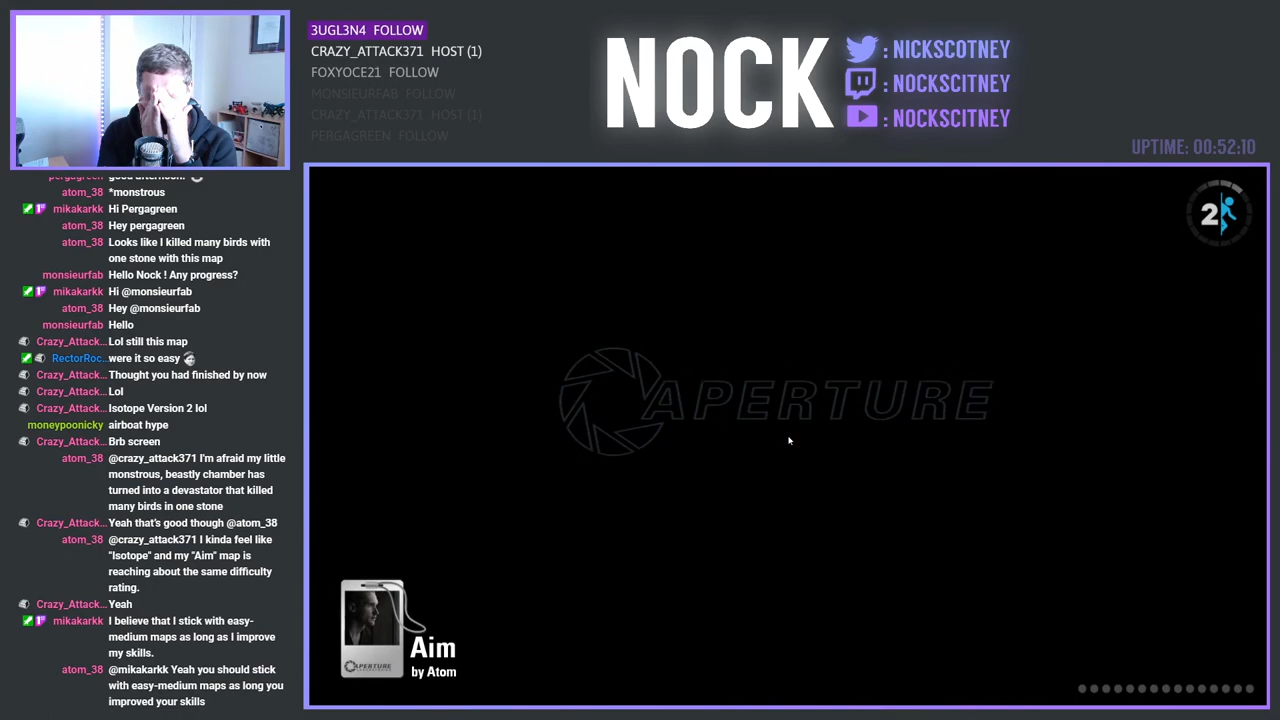 3UGL3N4 FOLLOW
CRAZY_ATTACK371 HOST (1)
FOXYOCE21 FOLLOW
MONSIEURFAB FOLLOW
CRAZY_ATTACK371 HOST (1)
PERGAGREEN FOLLOW
NOCK
: NICKSCOTNEY
: NOCKSCITNEY
: NOCKSCITNEY
UPTIME: 00:52:10
pergagreen good afternoon!
atom_38 *monstrous
mikakarkk Hi Pergagreen
atom_38 Hey pergagreen
atom_38 Looks like I killed many birds with
one stone with this map
monsieurfab Hello Nock ! Any progress?
mikakarkk Hi @monsieurfab
atom_38 Hey @monsieurfab
monsieurfab Hello
Crazy_Attack... Lol still this map
RectorRoc... were it so easy
Crazy_Attack... Thought you had finished by now
Crazy_Attack... Lol
Crazy_Attack... Isotope Version 2 lol
moneypoonicky airboat hype
Crazy_Attack... Brb screen
atom_38 @crazy_attack371 I'm afraid my little
monstrous, beastly chamber has
turned into a devastator that killed
many birds in one stone
Crazy_Attack... Yeah that's good though @atom_38
atom_38 @crazy_attack371 I kinda feel like
"Isotope" and my "Aim" map is
reaching about the same difficulty
rating.
Crazy_Attack... Yeah
mikakarkk I believe that I stick with easy-
medium maps as long as I improve
my skills.
atom_38 @mikakarkk Yeah you should stick
with easy-medium maps as long you
improved your skills
2
APERTURE
APERTURE
Aim
by Atom